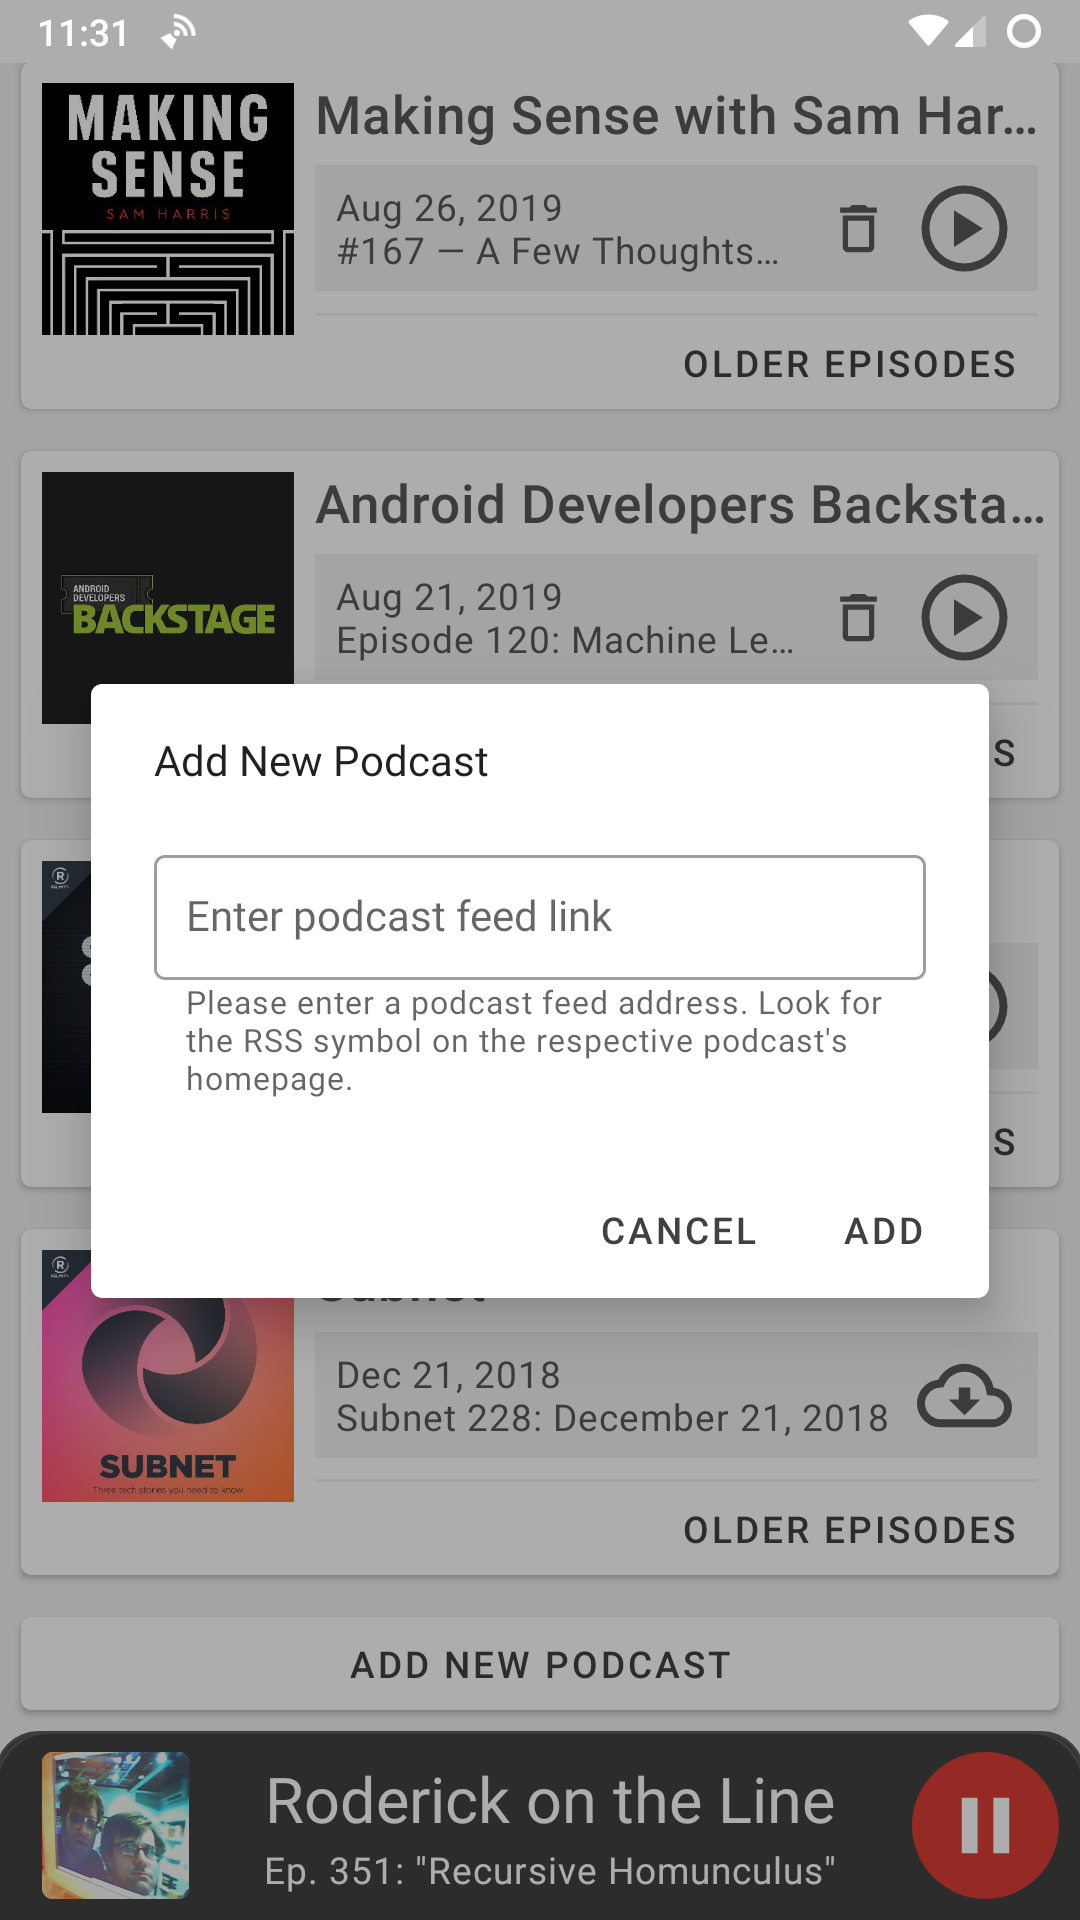 11:31
MAKING
SENSE
SAM HARRIS
Making Sense with Sam Har...
Aug 26, 2019
#167 — A Few Thoughts...
OLDER EPISODES
ANDROID
DEVELOPERS
BACKSTAGE
Android Developers Backsta...
Aug 21, 2019
Episode 120: Machine Le...
S
Add New Podcast
Enter podcast feed link
Please enter a podcast feed address. Look for
the RSS symbol on the respective podcast's
homepage.
S
CANCEL
ADD
Subnet
SUBNET
Three tech stories you need to know
Dec 21, 2018
Subnet 228: December 21, 2018
OLDER EPISODES
ADD NEW PODCAST
Roderick on the Line
Ep. 351: "Recursive Homunculus"